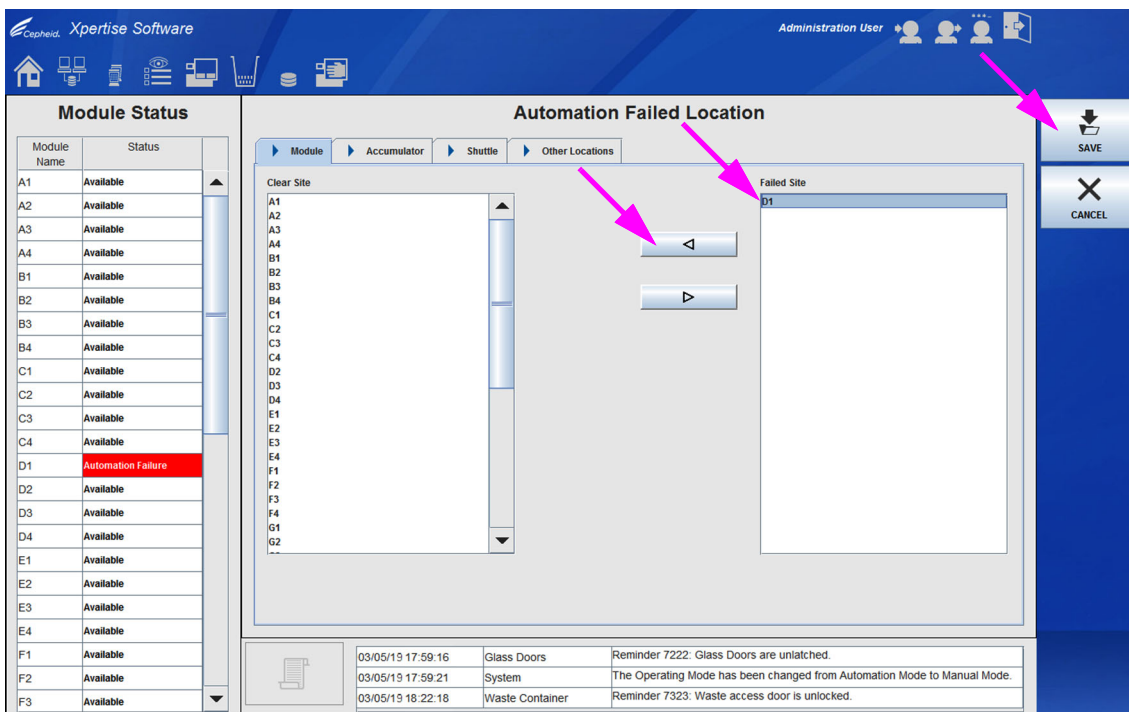 Cepheid. Xpertise Software
Administration User
Module Status
Module Name Status
A1 Available
A2 Available
A3 Available
A4 Available
B1 Available
B2 Available
B3 Available
B4 Available
C1 Available
C2 Available
C3 Available
C4 Available
D1 Automation Failure
D2 Available
D3 Available
D4 Available
E1 Available
E2 Available
E3 Available
E4 Available
F1 Available
F2 Available
F3 Available
Automation Failed Location
Module Accumulator Shuttle Other Locations
Clear Site
A1
A2
A3
A4
B1
B2
B3
B4
C1
C2
C3
C4
D2
D3
D4
E1
E2
E3
E4
F1
F2
F3
F4
G1
G2
Failed Site
D1
SAVE
CANCEL
03/05/19 17:59:16 Glass Doors Reminder 7222: Glass Doors are unlatched.
03/05/19 17:59:21 System The Operating Mode has been changed from Automation Mode to Manual Mode.
03/05/19 18:22:18 Waste Container Reminder 7323: Waste access door is unlocked.